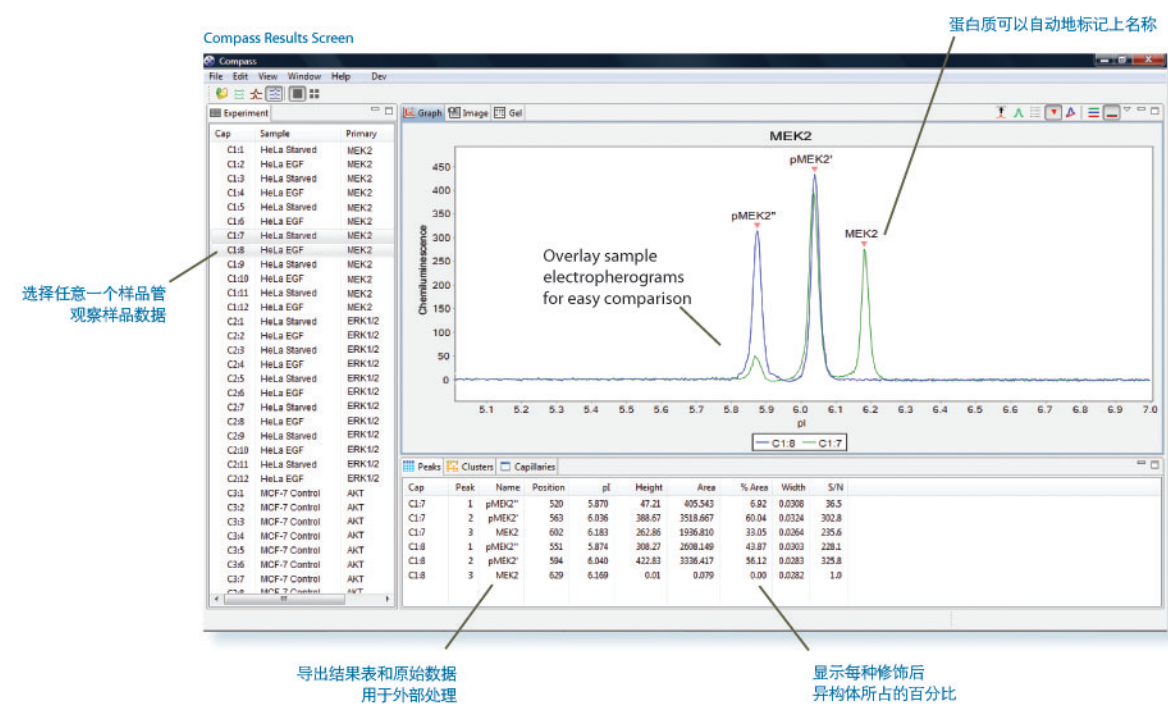 蛋白质可以自动地标记上名称
Compass Results Screen
Compass
File Edit View Window Help Dev
Experiment
Graph Image Gel
Cap Sample Primary
C1:1 HeLa Starved MEK2
C1:2 HeLa EGF MEK2
C1:3 HeLa Starved MEK2
C1:4 HeLa EGF MEK2
C1:5 HeLa Starved MEK2
C1:6 HeLa EGF MEK2
C1:7 HeLa Starved MEK2
C1:8 HeLa EGF MEK2
C1:9 HeLa Starved MEK2
C1:10 HeLa EGF MEK2
C1:11 HeLa Starved MEK2
C1:12 HeLa EGF MEK2
C2:1 HeLa Starved ERK1/2
C2:2 HeLa EGF ERK1/2
C2:3 HeLa Starved ERK1/2
C2:4 HeLa EGF ERK1/2
C2:5 HeLa Starved ERK1/2
C2:6 HeLa EGF ERK1/2
C2:7 HeLa Starved ERK1/2
C2:8 HeLa EGF ERK1/2
C2:9 HeLa Starved ERK1/2
C2:10 HeLa EGF ERK1/2
C2:11 HeLa Starved ERK1/2
C2:12 HeLa EGF ERK1/2
C3:1 MCF-7 Control AKT
C3:2 MCF-7 Control AKT
C3:3 MCF-7 Control AKT
C3:4 MCF-7 Control AKT
C3:5 MCF-7 Control AKT
C3:6 MCF-7 Control AKT
C3:7 MCF-7 Control AKT
选择任意一个样品管
观察样品数据
MEK2
pMEK2'
pMEK2"
MEK2
Overlay sample
electropherograms
for easy comparison
Chemiluminescence
450
400
350
300
250
200
150
100
50
0
5.1 5.2 5.3 5.4 5.5 5.6 5.7 5.8 5.9 6.0 6.1 6.2 6.3 6.4 6.5 6.6 6.7 6.8 6.9 7.0
pI
C1:8 C1:7
Peaks Clusters Capillaries
Cap Peak Name Position pI Height Area % Area Width S/N
C1:7 1 pMEK2" 520 5.870 47.21 405.543 6.92 0.0308 36.5
C1:7 2 pMEK2' 563 6.036 388.67 3518.667 60.04 0.0324 302.8
C1:7 3 MEK2 602 6.183 262.86 1936.810 33.05 0.0264 235.6
C1:8 1 pMEK2" 551 5.874 308.27 2608.149 43.87 0.0303 228.1
C1:8 2 pMEK2' 594 6.040 422.83 3336.417 56.12 0.0283 325.8
C1:8 3 MEK2 629 6.169 0.01 0.079 0.00 0.0282 1.0
导出结果表和原始数据
用于外部处理
显示每种修饰后
异构体所占的百分比